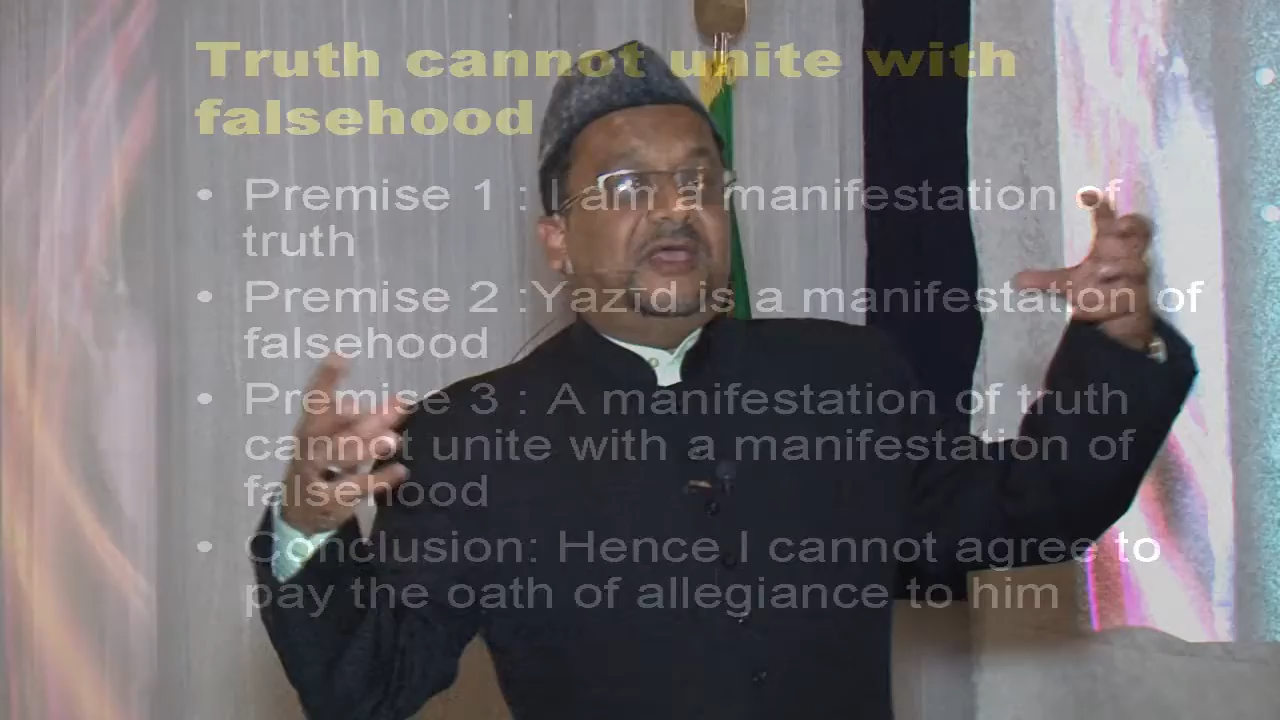 Truth cannot unite with
falsehood
• Premise 1 : I am a manifestation of
truth
• Premise 2 :Yazid is a manifestation of
falsehood
• Premise 3 : A manifestation of truth
cannot unite with a manifestation of
falsehood
• Conclusion: Hence I cannot agree to
pay the oath of allegiance to him